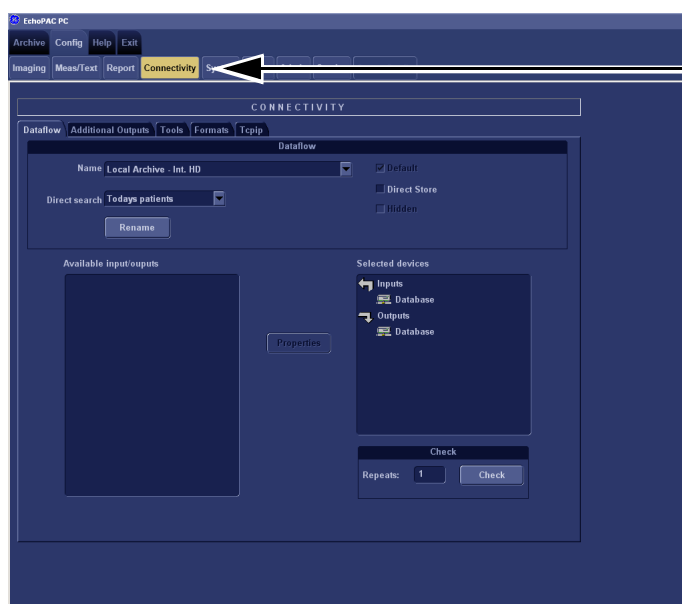 EchoPAC PC
Archive Config Help Exit
Imaging Meas/Text Report Connectivity
CONNECTIVITY
Dataflow Additional Outputs Tools Formats Tcpip
Dataflow
Name Local Archive - Int. HD Default
Direct Store
Direct search Todays patients
Hidden
Rename
Available input/ouputs Selected devices
Inputs
Database
Outputs
Database
Properties
Check
Repeats: 1 Check